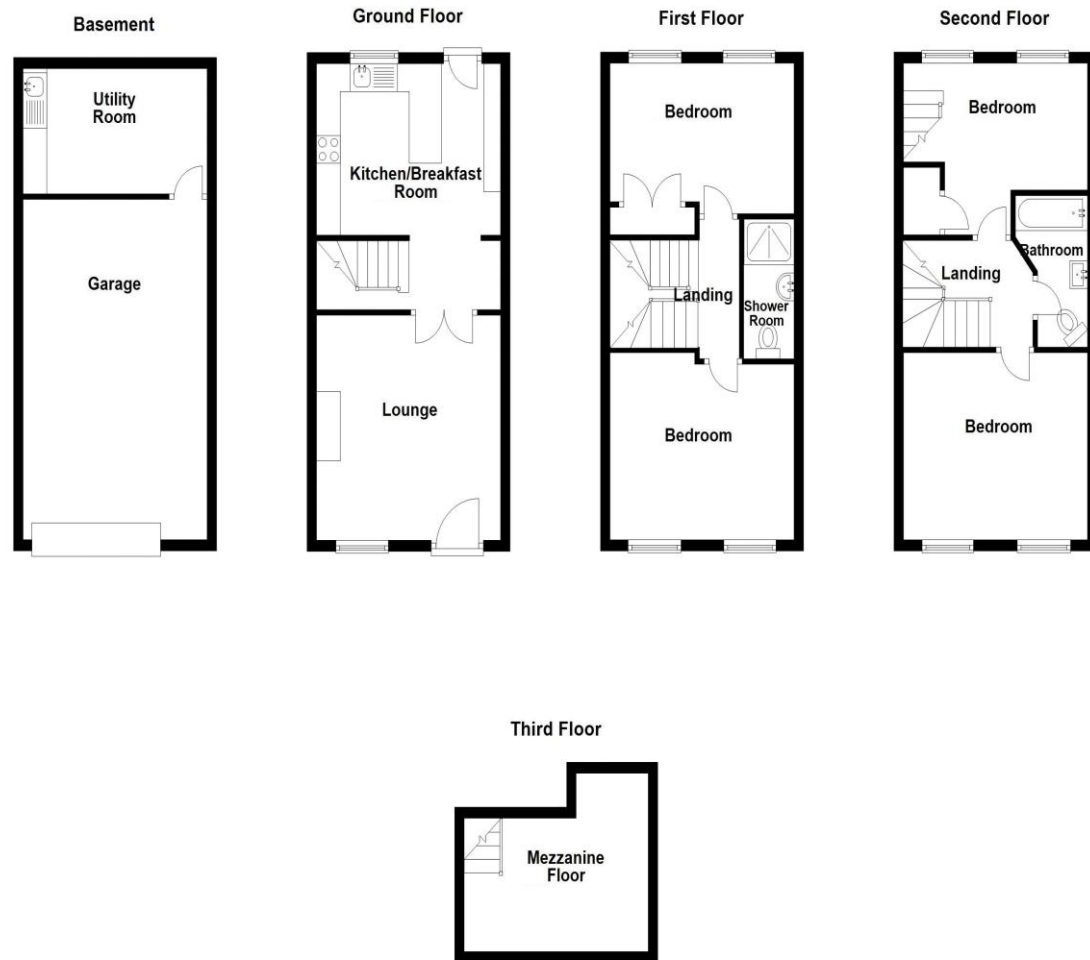 Basement
Utility
Room
Garage
Ground Floor
Kitchen/Breakfast
Room
Lounge
First Floor
Bedroom
Landing
Shower
Room
Bedroom
Second Floor
Bedroom
Bathroom
Landing
Bedroom
Third Floor
Mezzanine
Floor